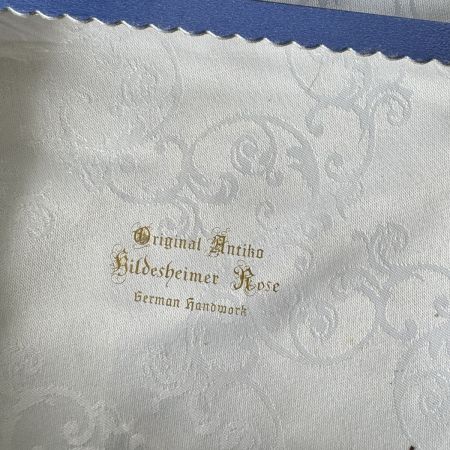 Original Antiko
Hildesheimer Rose
German Handwork